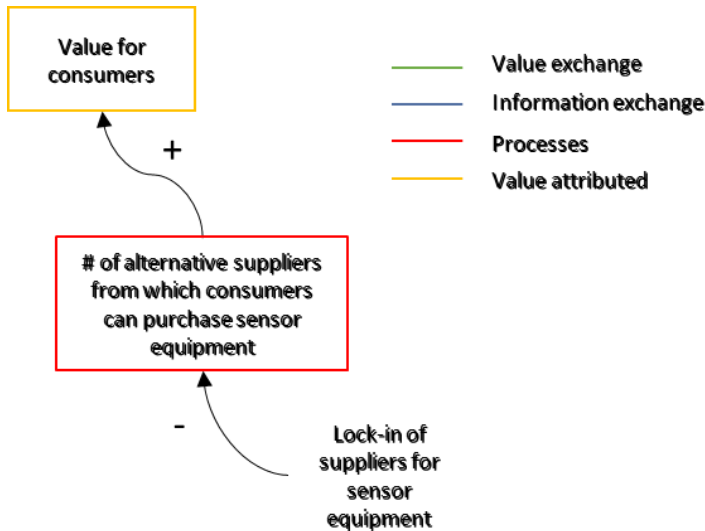 Value for
consumers
Value exchange
Information exchange
Processes
Value attributed
+
# of alternative suppliers
from which consumers
can purchase sensor
equipment
-
Lock-in of
suppliers for
sensor
equipment